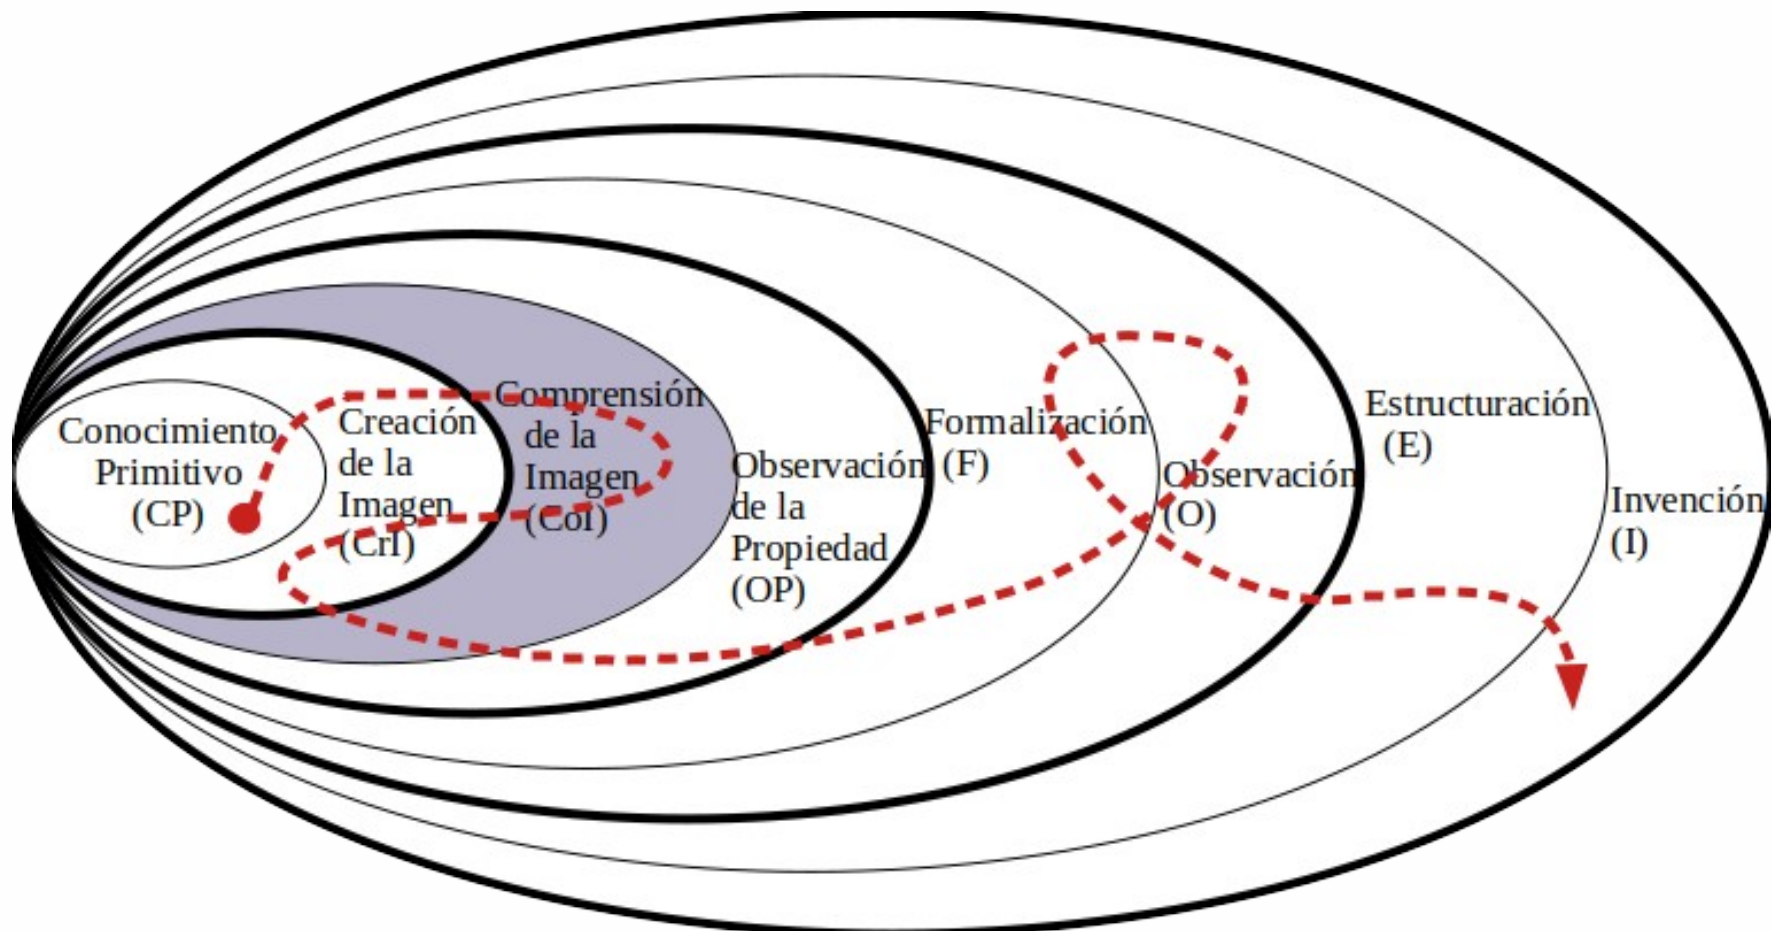 Conocimiento
Primitivo
(CP)
Creación
de la
Imagen
(CrI)
Comprensión
de la
Imagen
(CoI)
Observación
de la
Propiedad
(OP)
Formalización
(F)
Observación
(O)
Estructuración
(E)
Invención
(I)